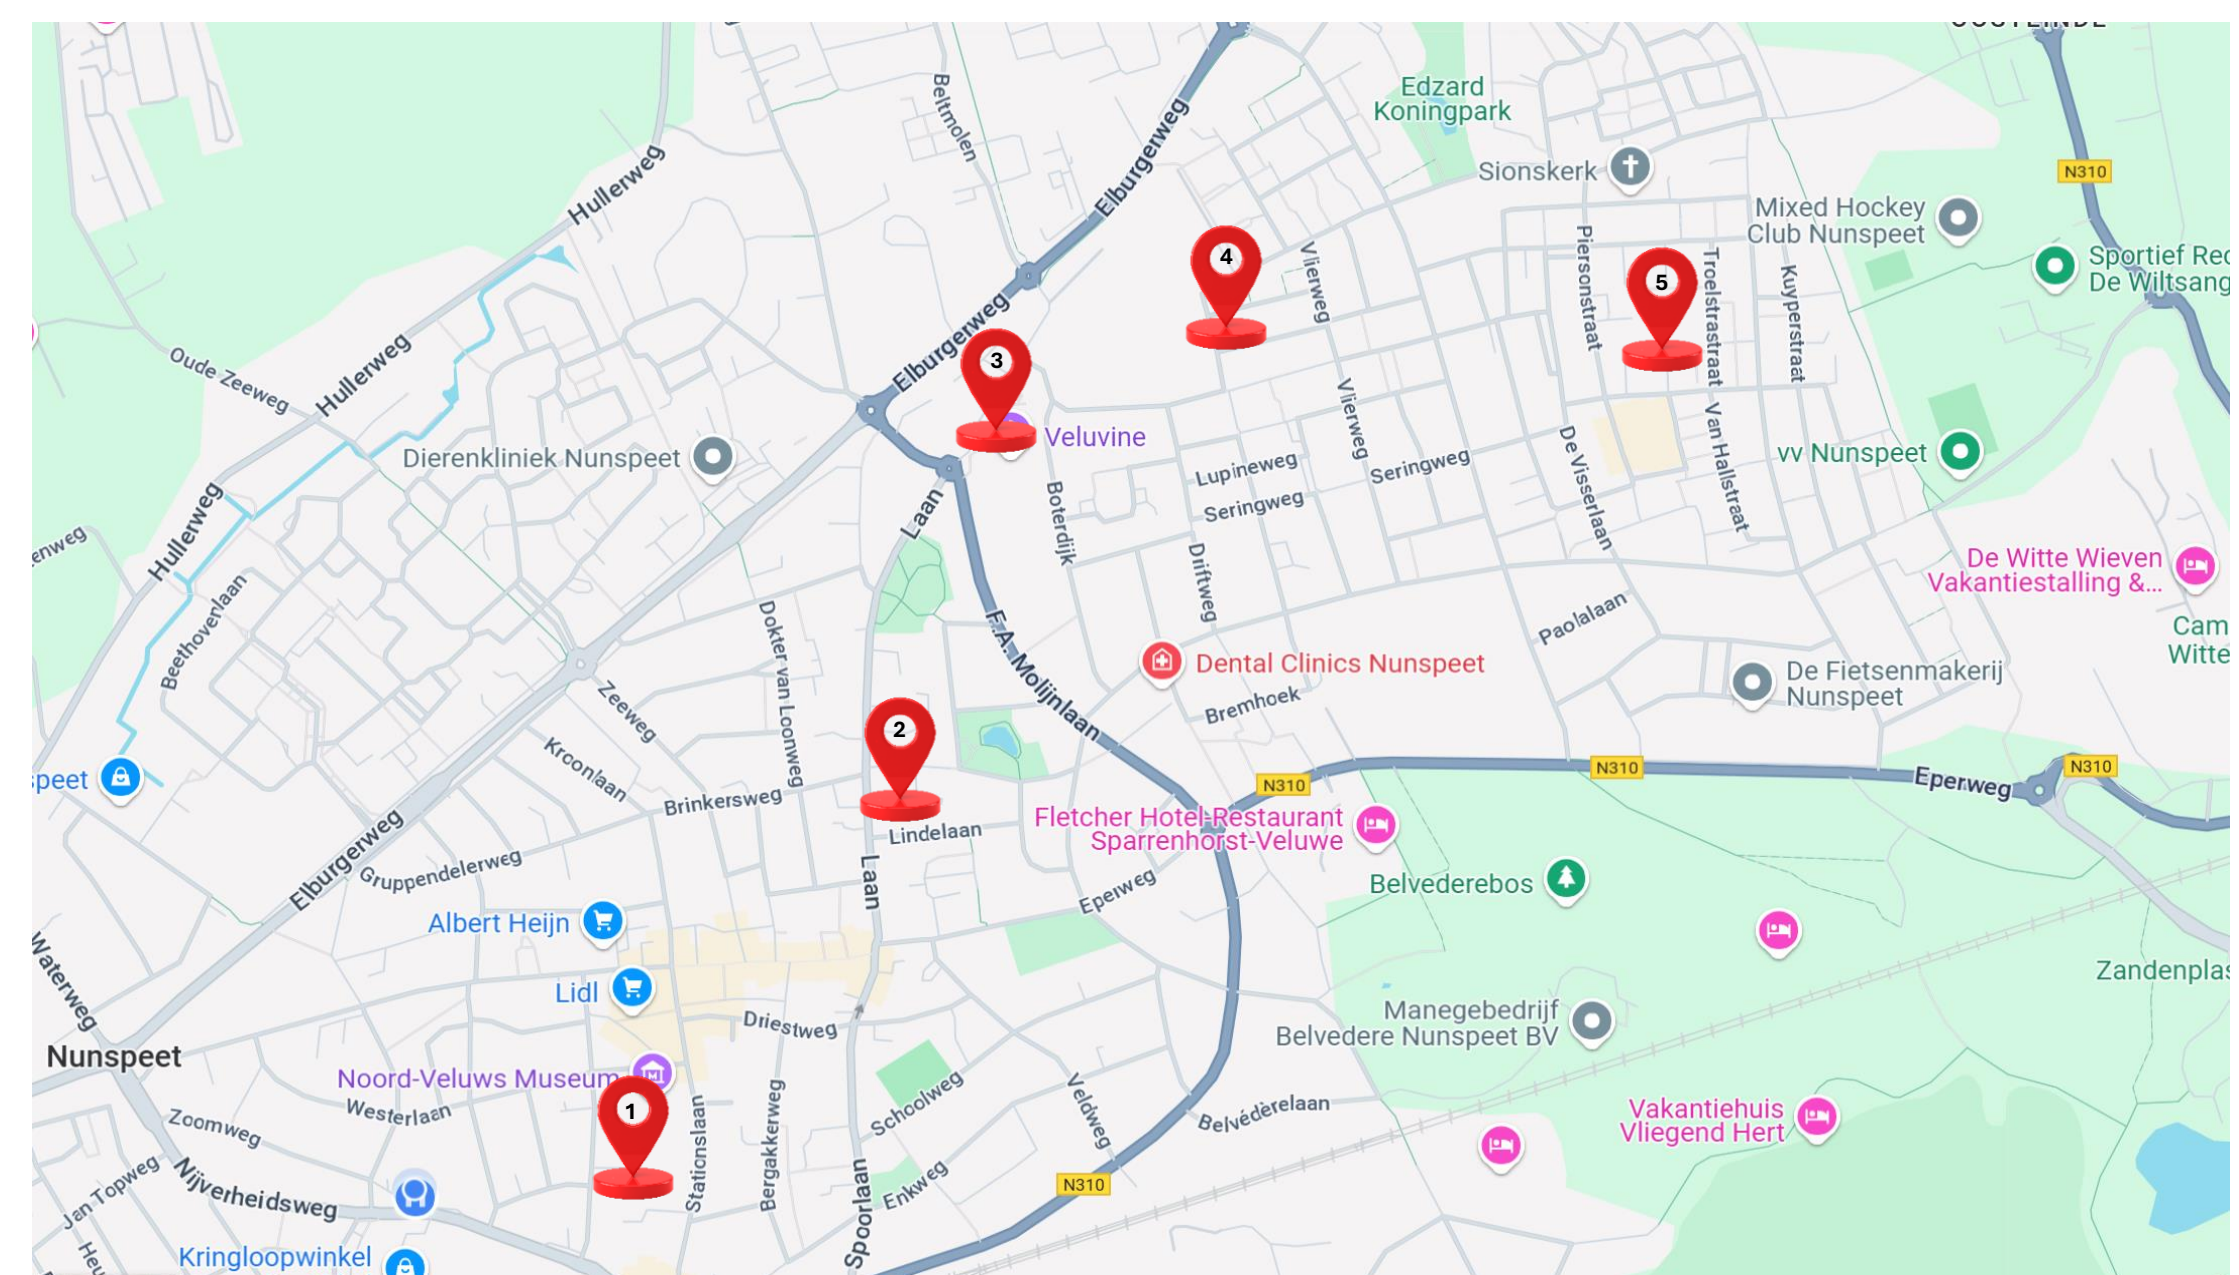 Beltmolen
Elburgerweg
Edzard
Koningpark
Sionskerk
N310
Mixed Hockey
Club Nunspeet
Sportief Rec
De Wiltsang
Hullerweg
Piersonstraat
Troelstrastraat
Kuyperstraat
Vlierweg
4
5
3
Elburgerweg
Oude Zeeweg
Hullerweg
Veluvine
Vlierweg
Dierenkliniek Nunspeet
Lupineweg
Seringweg
Seringweg
De Visserlaan
Van Hallstraat
vv Nunspeet
Hullerweg
enweg
Laan
Boterdijk
Driftweg
De Witte Wieven
Vakantiestalling &...
Beethovenlaan
Dokter van Loonweg
F.A. Molijnlaan
Paolalaan
Cam
Witte
Dental Clinics Nunspeet
Bremhoek
De Fietsenmakerij
Nunspeet
Zeeweg
2
Kroonlaan
speet
Brinkersweg
Lindelaan
N310
N310
Eperweg
N310
Fletcher Hotel-Restaurant
Sparrenhorst-Veluwe
Elburgerweg
Gruppendelerweg
Laan
Eperweg
Belvederebos
Albert Heijn
Waterweg
Lidl
Driestweg
Zandenplas
Manegebedrijf
Belvedere Nunspeet BV
Nunspeet
Noord-Veluws Museum
1
Westerlaan
Zoomweg
Stationslaan
Bergakkerweg
Schoolweg
Veldweg
Belvédèrelaan
Vakantiehuis
Vliegend Hert
Jan Topweg
Nijverheidsweg
Spoorlaan
Enkweg
N310
Kringloopwinkel
Heu